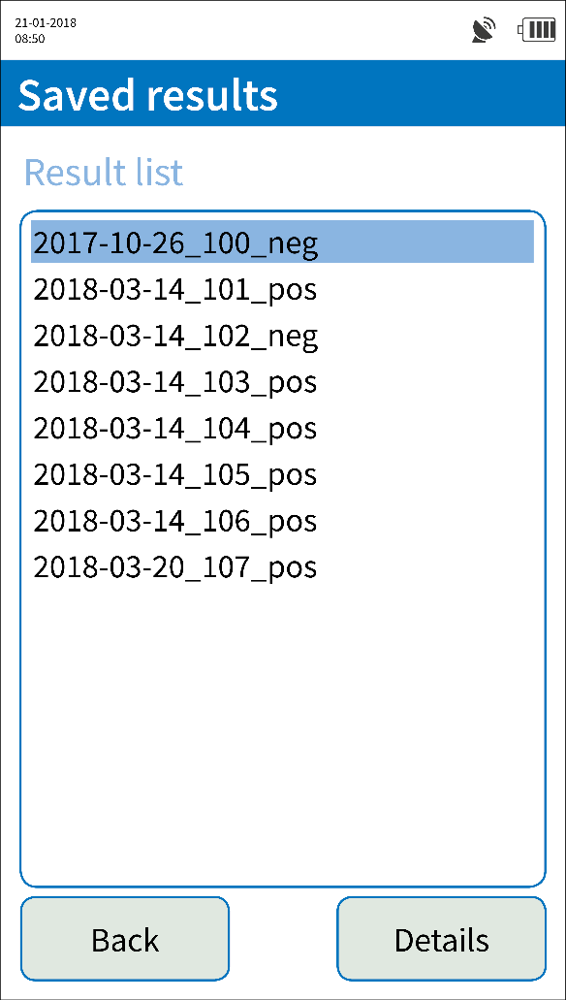 21-01-2018
08:50
Saved results
Result list
2017-10-26_100_neg
2018-03-14_101_pos
2018-03-14_102_neg
2018-03-14_103_pos
2018-03-14_104_pos
2018-03-14_105_pos
2018-03-14_106_pos
2018-03-20_107_pos
Back
Details